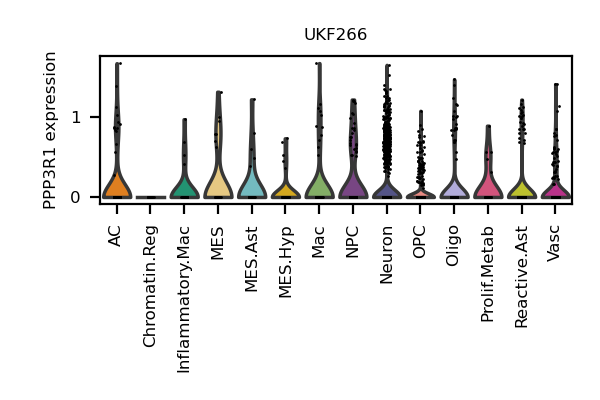 UKF266
PPP3R1 expression
1
0
AC
Chromatin.Reg
Inflammatory.Mac
MES
MES.Ast
MES.Hyp
Mac
NPC
Neuron
OPC
Oligo
Prolif.Metab
Reactive.Ast
Vasc